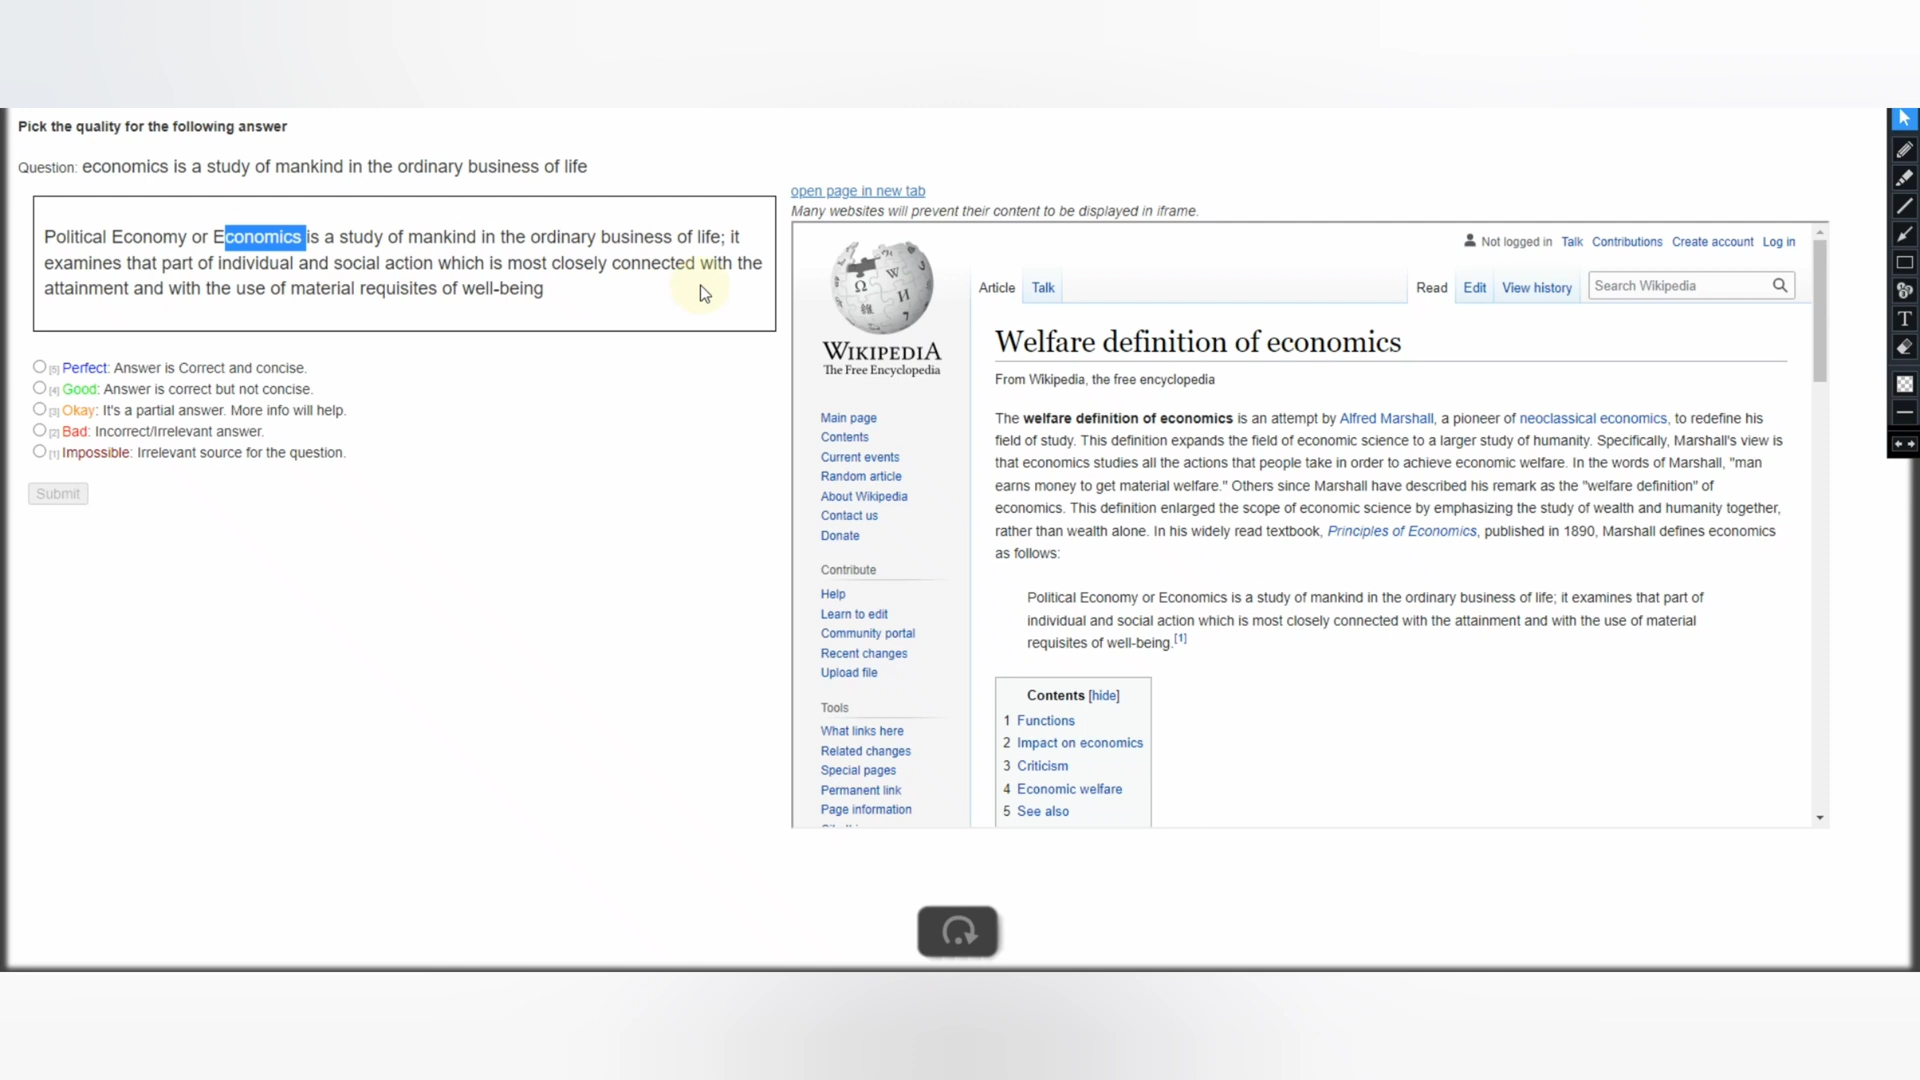 Pick the quality for the following answer
Question: economics is a study of mankind in the ordinary business of life
Political Economy or Economics is a study of mankind in the ordinary business of life; it
examines that part of individual and social action which is most closely connected with the
attainment and with the use of material requisites of well-being
[5] Perfect: Answer is Correct and concise.
[4] Good: Answer is correct but not concise.
[3] Okay: It's a partial answer. More info will help.
[2] Bad: Incorrect/Irrelevant answer.
[1] Impossible: Irrelevant source for the question.
Submit
open page in new tab
Many websites will prevent their content to be displayed in iframe.
Not logged in Talk Contributions Create account Log in
Article Talk Read Edit View history Search Wikipedia
WIKIPEDIA
The Free Encyclopedia
Main page
Contents
Current events
Random article
About Wikipedia
Contact us
Donate
Contribute
Help
Learn to edit
Community portal
Recent changes
Upload file
Tools
What links here
Related changes
Special pages
Permanent link
Page information
Welfare definition of economics
From Wikipedia, the free encyclopedia
The welfare definition of economics is an attempt by Alfred Marshall, a pioneer of neoclassical economics, to redefine his
field of study. This definition expands the field of economic science to a larger study of humanity. Specifically, Marshall's view is
that economics studies all the actions that people take in order to achieve economic welfare. In the words of Marshall, "man
earns money to get material welfare." Others since Marshall have described his remark as the "welfare definition" of
economics. This definition enlarged the scope of economic science by emphasizing the study of wealth and humanity together,
rather than wealth alone. In his widely read textbook, Principles of Economics, published in 1890, Marshall defines economics
as follows:
Political Economy or Economics is a study of mankind in the ordinary business of life; it examines that part of
individual and social action which is most closely connected with the attainment and with the use of material
requisites of well-being.[1]
Contents [hide]
1 Functions
2 Impact on economics
3 Criticism
4 Economic welfare
5 See also
T